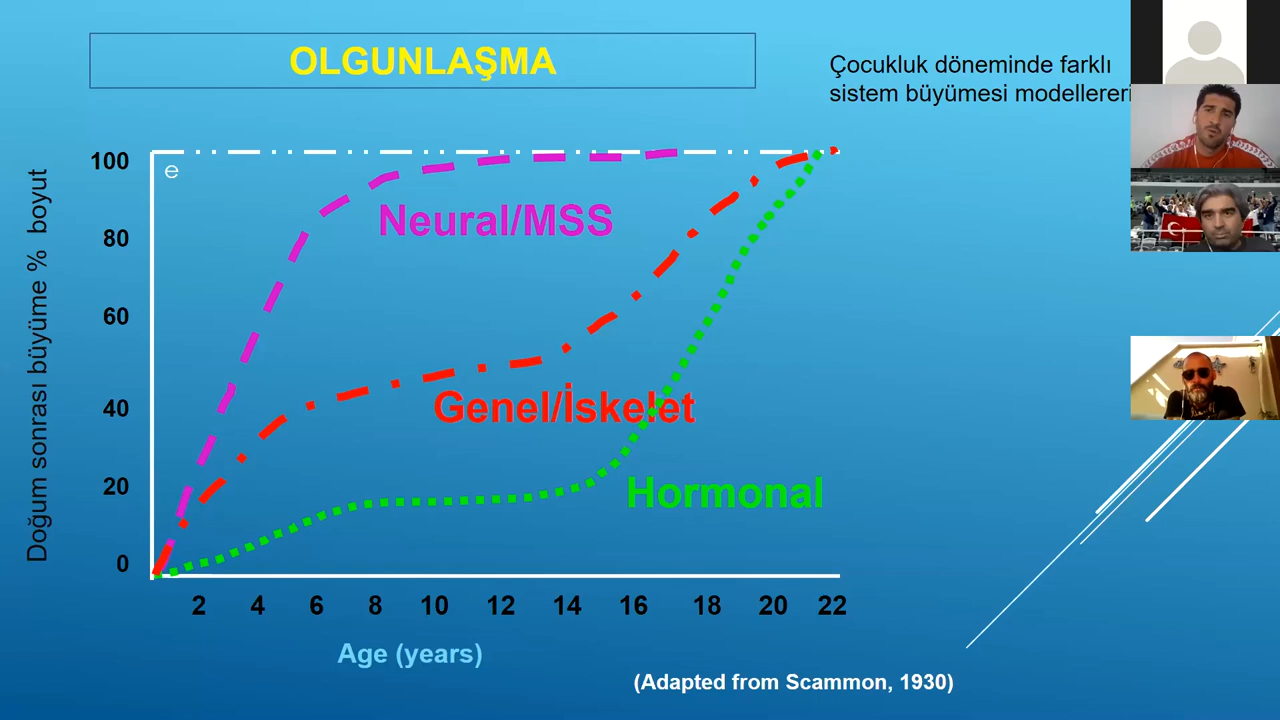 OLGUNLAŞMA
Çocukluk döneminde farklı
sistem büyümesi modellereri
Doğum sonrası büyüme % boyut
100
80
60
40
20
0
e
Neural/MSS
Genel/İskelet
Hormonal
2 4 6 8 10 12 14 16 18 20 22
Age (years)
(Adapted from Scammon, 1930)